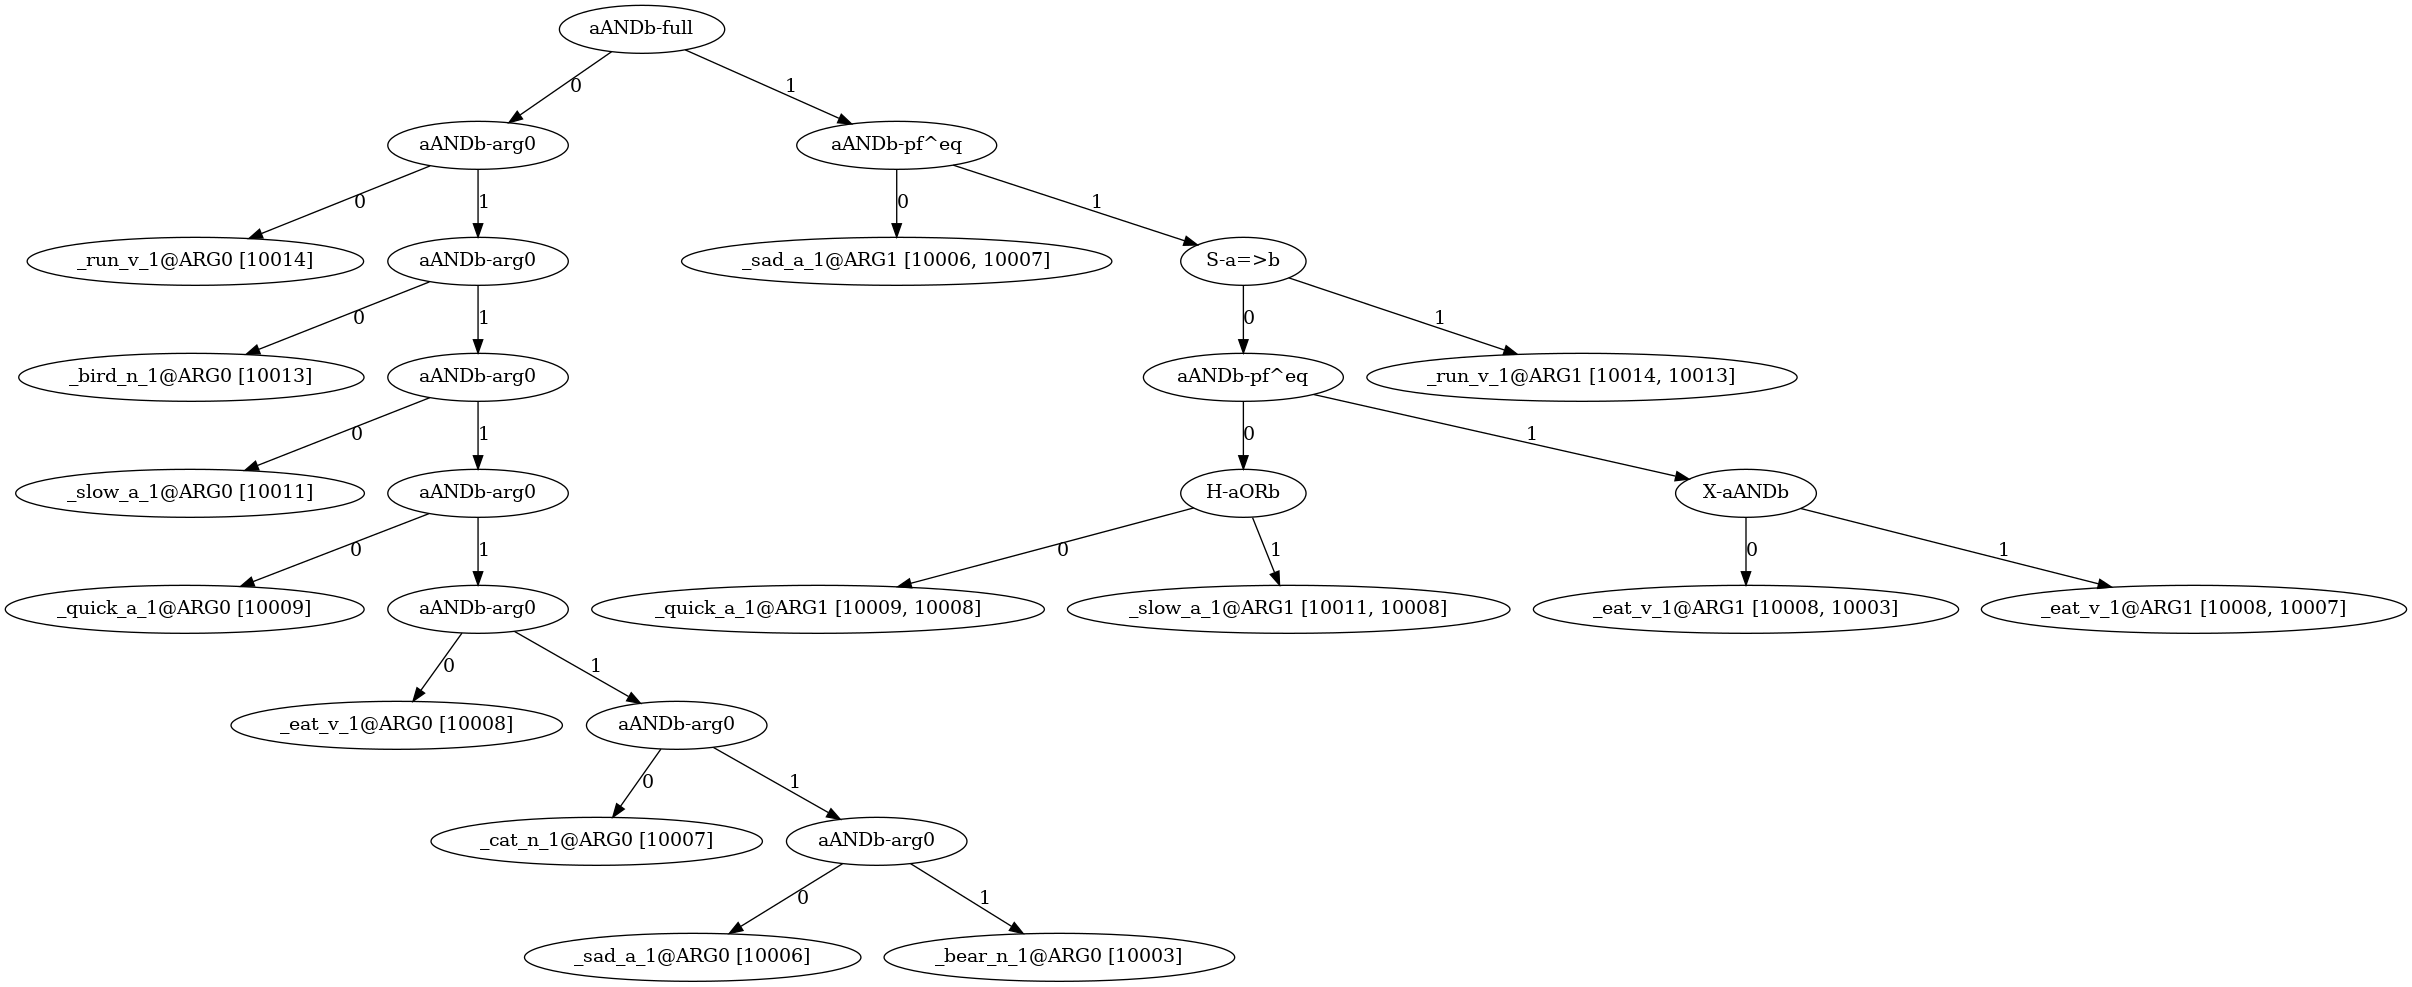 aANDb-full
0
1
aANDb-arg0
aANDb-pf^eq
0
1
0
1
_run_v_1@ARG0 [10014]
aANDb-arg0
_sad_a_1@ARG1 [10006, 10007]
S-a=>b
0
1
0
1
_bird_n_1@ARG0 [10013]
aANDb-arg0
aANDb-pf^eq
_run_v_1@ARG1 [10014, 10013]
0
1
0
1
_slow_a_1@ARG0 [10011]
aANDb-arg0
H-aORb
X-aANDb
0
1
0
1
0
1
_quick_a_1@ARG0 [10009]
aANDb-arg0
_quick_a_1@ARG1 [10009, 10008]
_slow_a_1@ARG1 [10011, 10008]
_eat_v_1@ARG1 [10008, 10003]
_eat_v_1@ARG1 [10008, 10007]
0
1
_eat_v_1@ARG0 [10008]
aANDb-arg0
0
1
_cat_n_1@ARG0 [10007]
aANDb-arg0
0
1
_sad_a_1@ARG0 [10006]
_bear_n_1@ARG0 [10003]